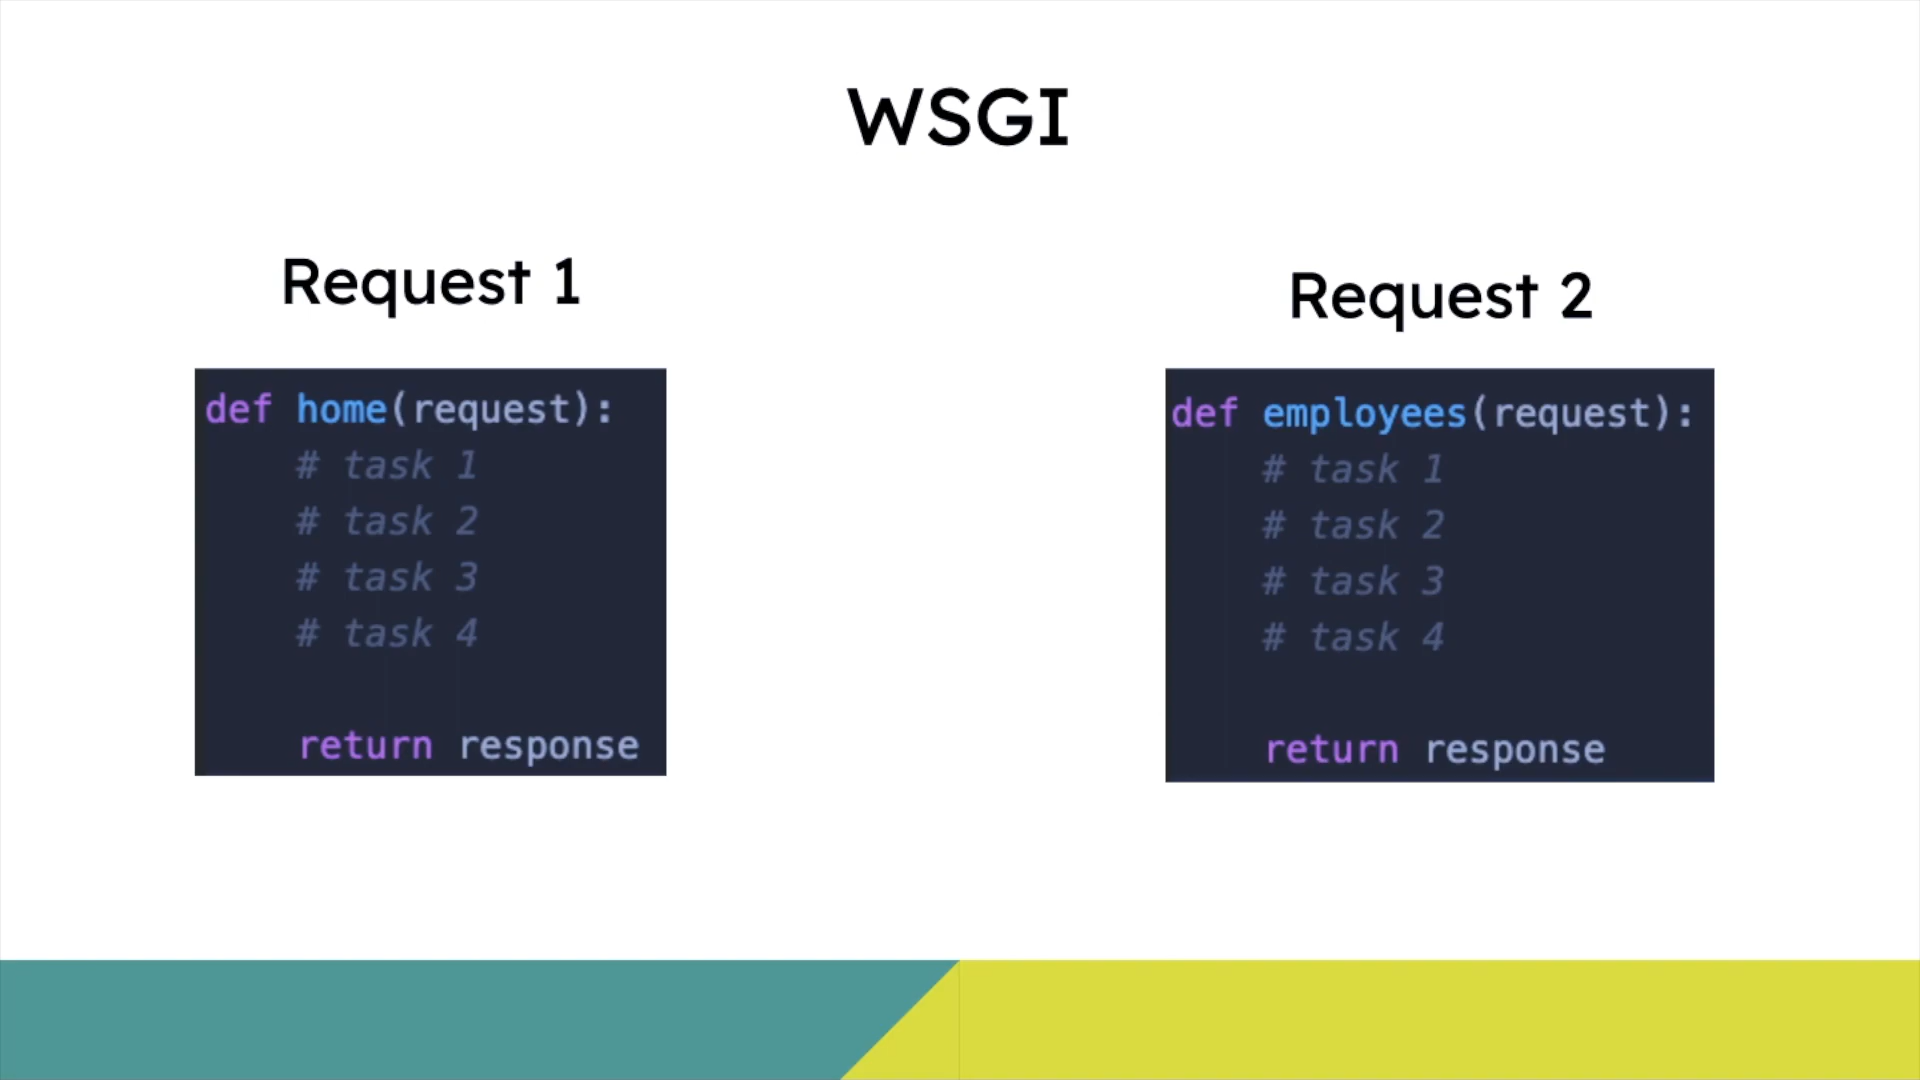 WSGI
Request 1
def home(request):
    # task 1
    # task 2
    # task 3
    # task 4
    return response
Request 2
def employees(request):
    # task 1
    # task 2
    # task 3
    # task 4
    return response